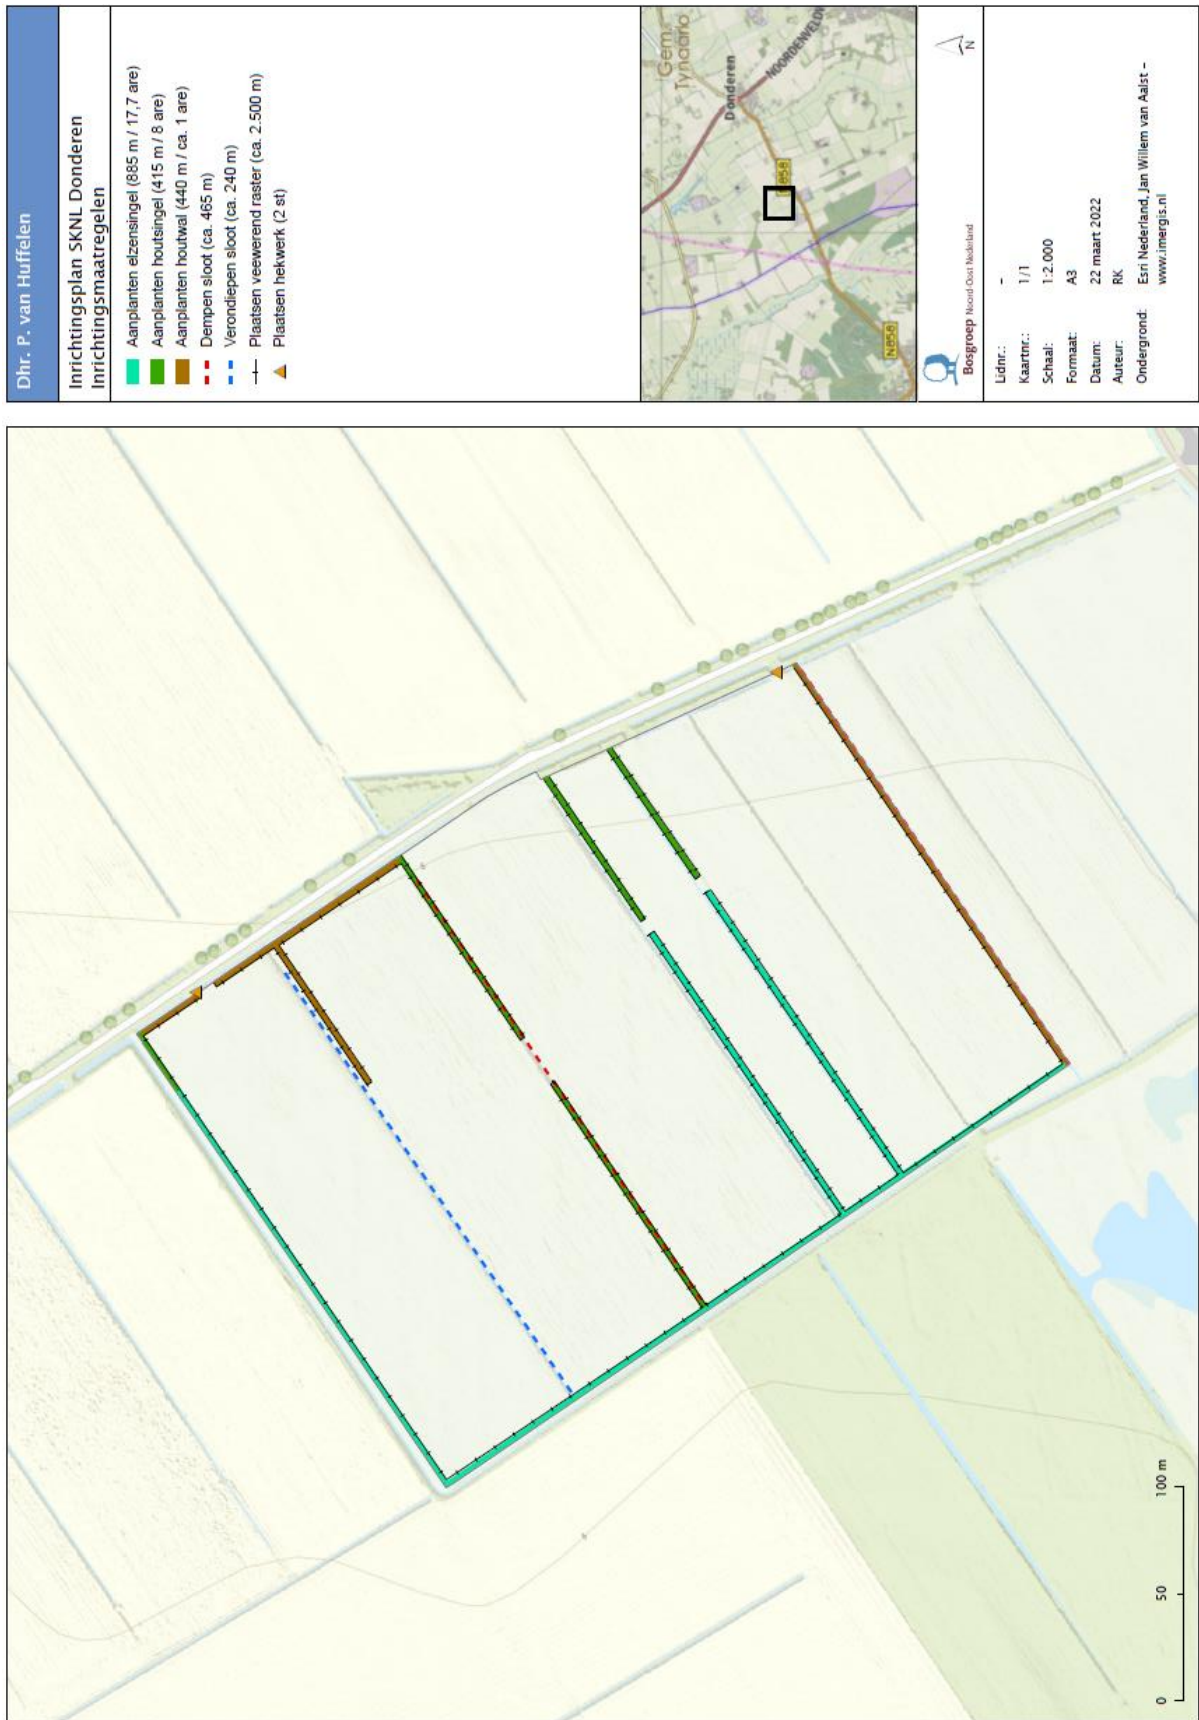 Dhr. P. van Huffelen
Inrichtingsplan SKNL Donderen
Inrichtingsmaatregelen
Aanplanten elzensingel (885 m / 17,7 are)
Aanplanten houtsingel (415 m / 8 are)
Aanplanten houtwal (440 m / ca. 1 are)
Dempen sloot (ca. 465 m)
Verondiepen sloot (ca. 240 m)
Plaatsen veewerend raster (ca. 2.500 m)
Plaatsen hekwerk (2 st)
Gem.
Tynaarlo
Donderen
NOORDENVELDW
N858
N858
Bosgroep Noord-Oost Nederland
N
Lidnr.: –
Kaartnr.: 1/1
Schaal: 1:2.000
Formaat: A3
Datum: 22 maart 2022
Auteur: RK
Ondergrond: Esri Nederland, Jan Willem van Aalst –
www.imergis.nl
0 50 100 m